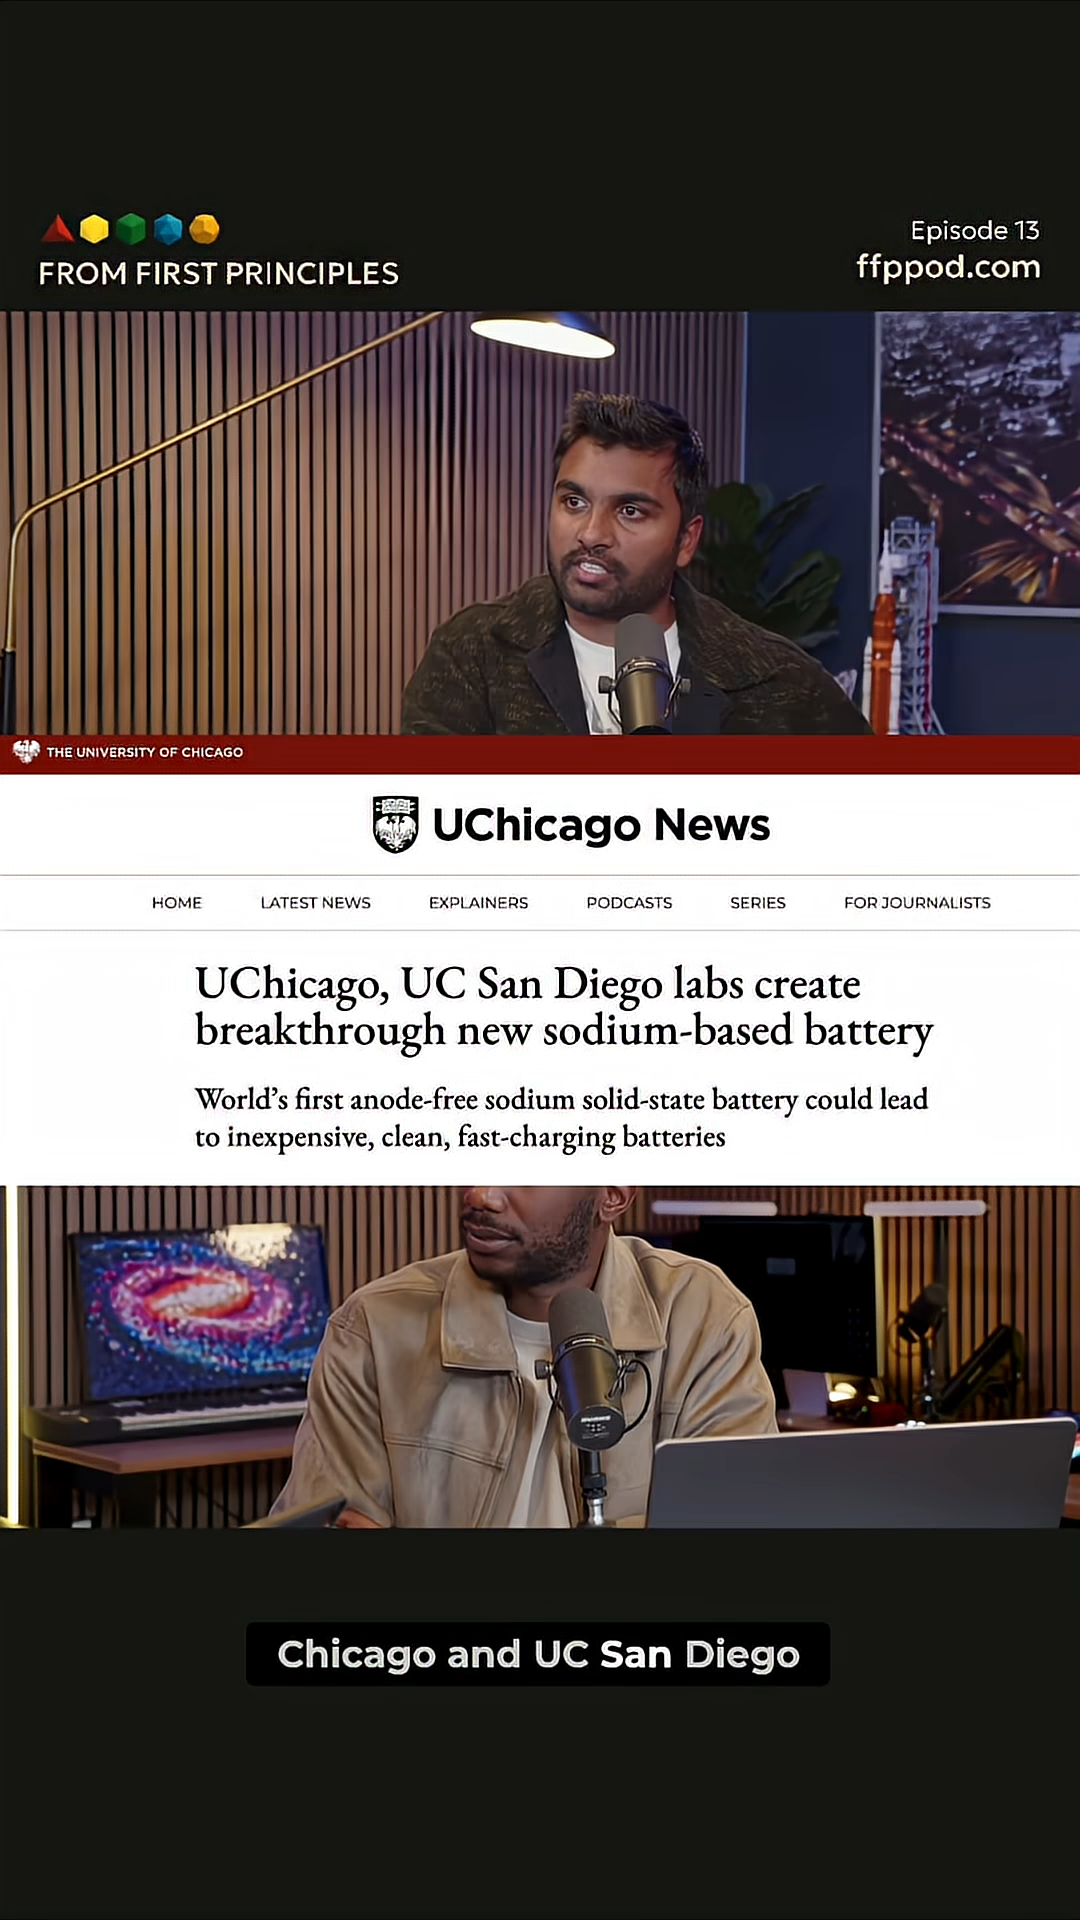 FROM FIRST PRINCIPLES
Episode 13
ffppod.com
THE UNIVERSITY OF CHICAGO
UChicago News
HOME LATEST NEWS EXPLAINERS PODCASTS SERIES FOR JOURNALISTS
UChicago, UC San Diego labs create
breakthrough new sodium-based battery
World’s first anode-free sodium solid-state battery could lead
to inexpensive, clean, fast-charging batteries
Chicago and UC San Diego